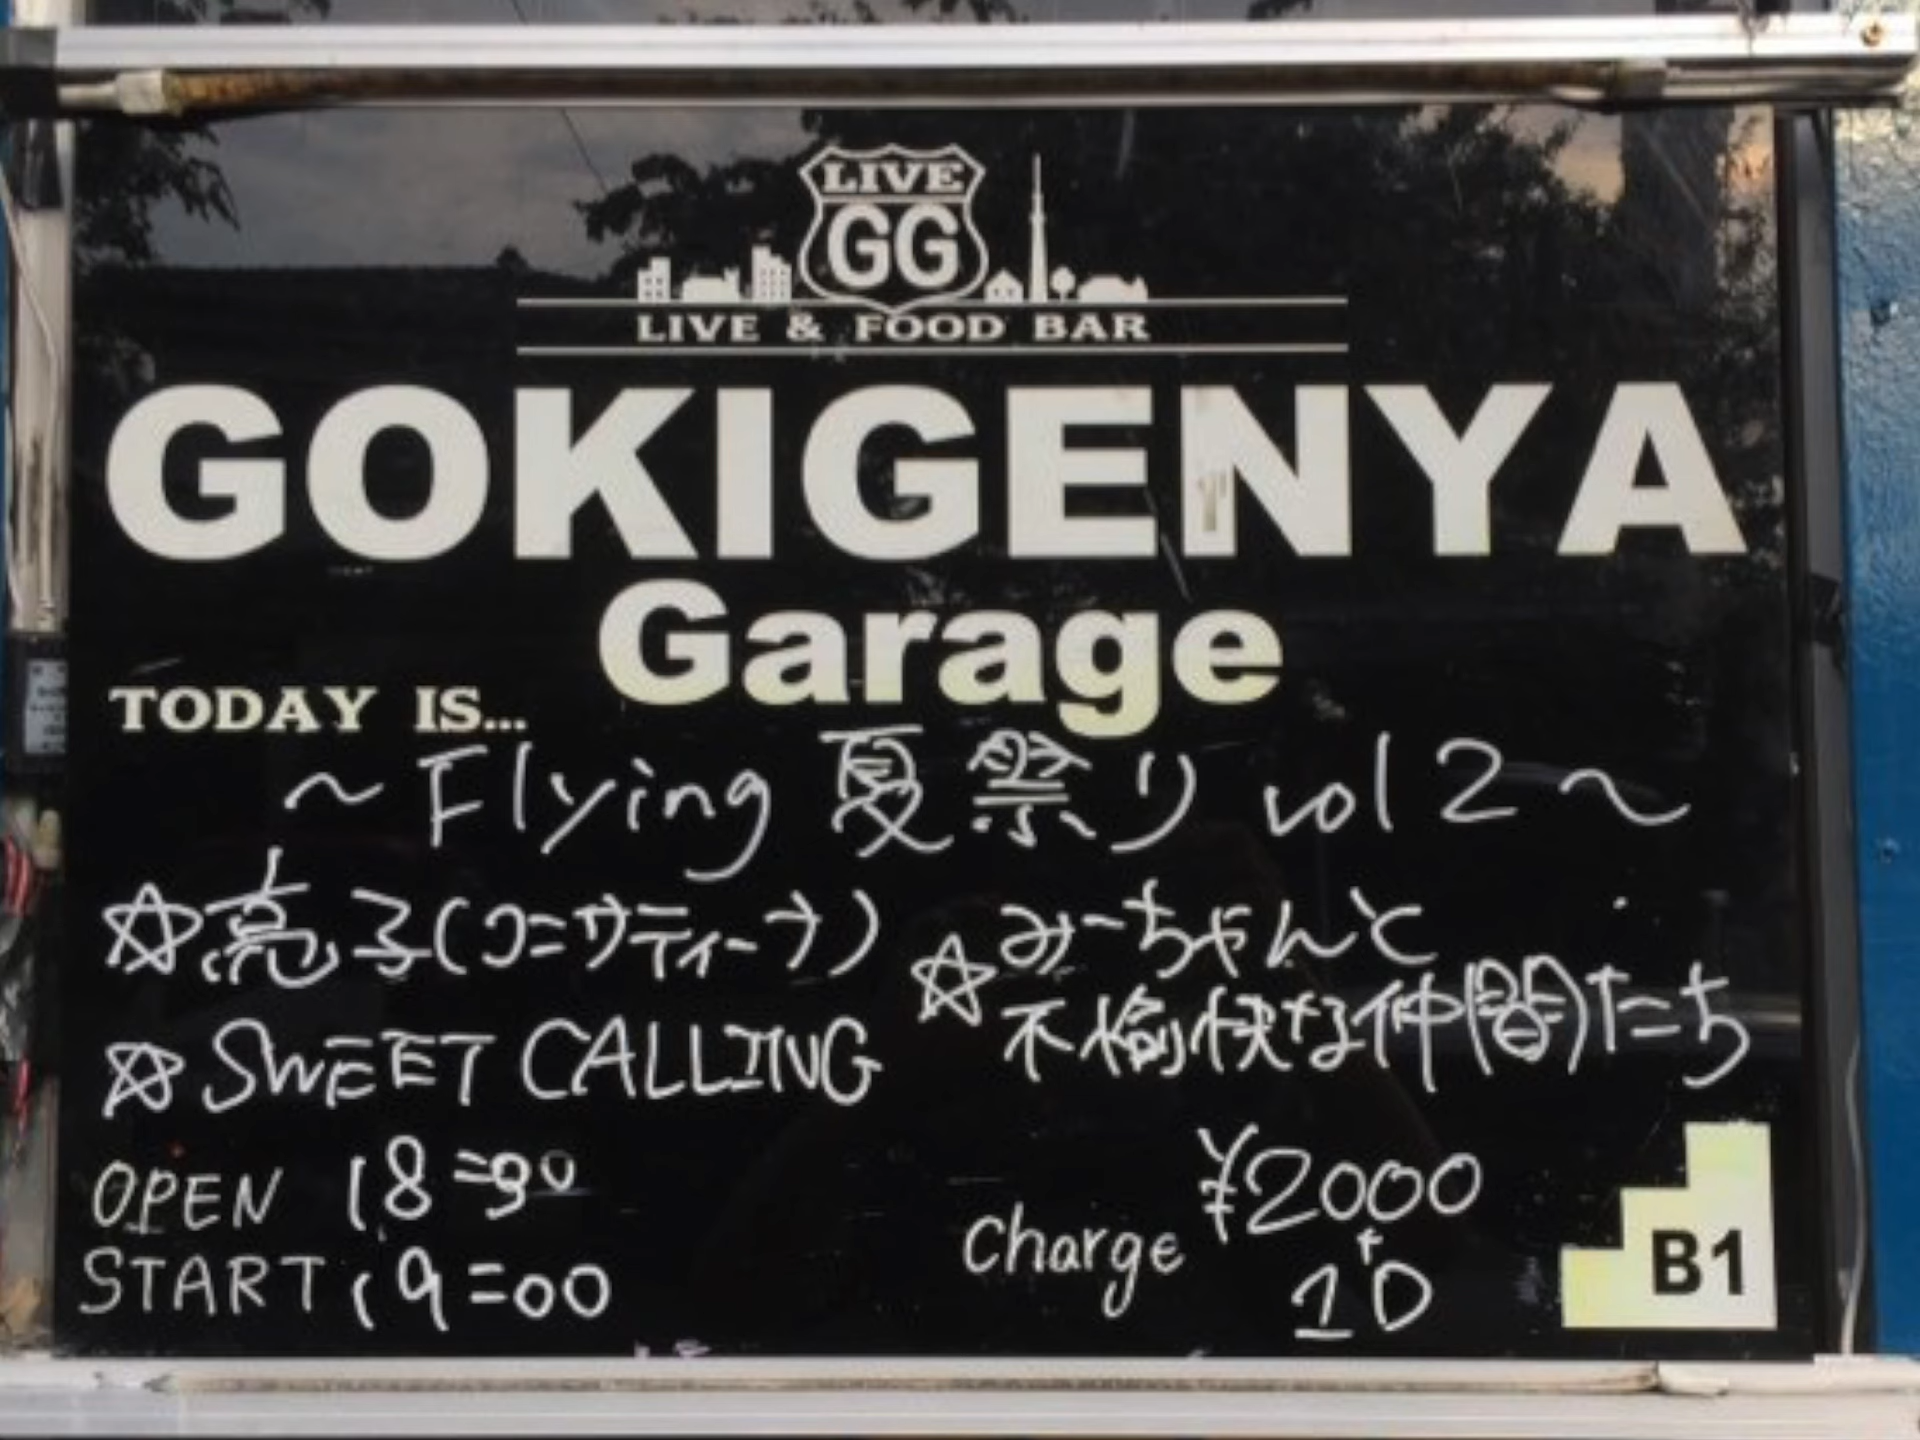 LIVE
GG
LIVE & FOOD BAR
GOKIGENYA
Garage
TODAY IS...
～Flying 夏祭り vol 2～
☆亮子(コニサティーナ)
☆みーちゃんと
不愉快な仲間たち
☆SWEET CALLING
OPEN 18:30
START 19:00
Charge ¥2000
+
1D
B1